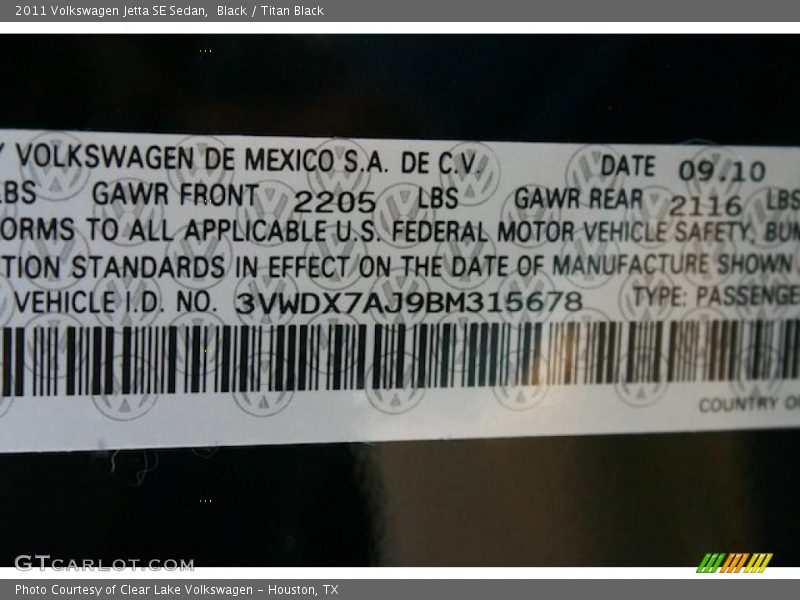 2011 Volkswagen Jetta SE Sedan, Black / Titan Black
Y VOLKSWAGEN DE MEXICO S.A. DE C.V. DATE 09.10
LBS GAWR FRONT 2205 LBS GAWR REAR 2116 LBS
ORMS TO ALL APPLICABLE U.S. FEDERAL MOTOR VEHICLE SAFETY, BUM
TION STANDARDS IN EFFECT ON THE DATE OF MANUFACTURE SHOWN
VEHICLE I.D. NO. 3VWDX7AJ9BM315678 TYPE: PASSENGE
COUNTRY O
GTCARLOT.COM
Photo Courtesy of Clear Lake Volkswagen – Houston, TX